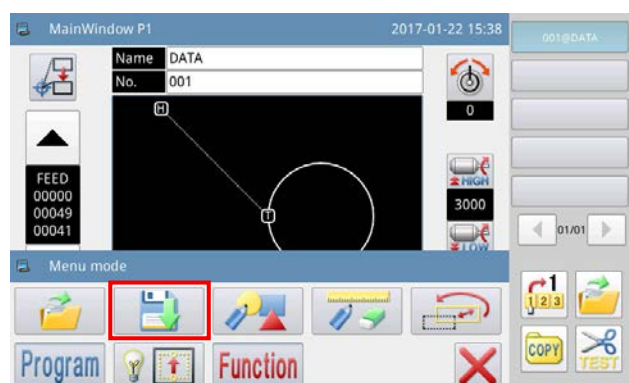 MainWindow P1 2017-01-22 15:38
001@DATA
Name DATA
No. 001
H
0
T
FEED
00000
00049
00041
HIGH
3000
LOW
01/01
Menu mode
1
123
Program
Function
COPY
TEST